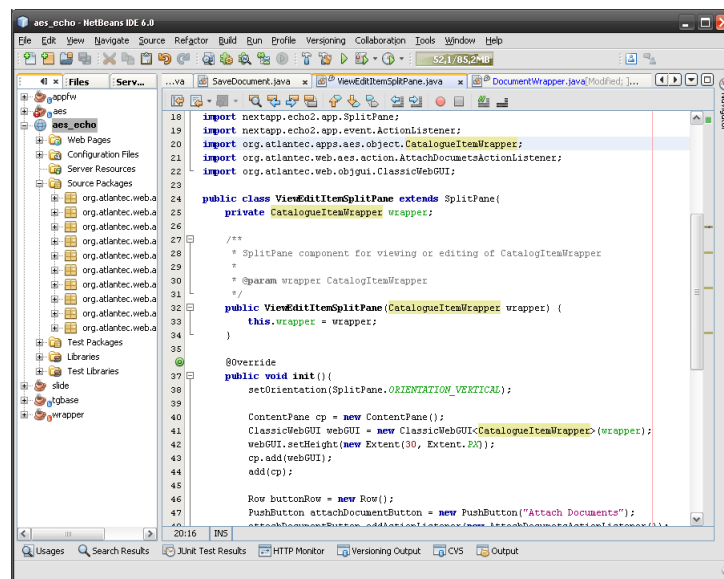 aes_echo - NetBeans IDE 6.0
File Edit View Navigate Source Refactor Build Run Profile Versioning Collaboration Tools Window Help
52,1/85,2MB
Files Serv...
...va SaveDocument.java ViewEditItemSplitPane.java DocumentWrapper.java[Modified; ]...
appfw
aes
aes_echo
Web Pages
Configuration Files
Server Resources
Source Packages
org.atlantec.web.a
org.atlantec.web.a
org.atlantec.web.a
org.atlantec.web.a
org.atlantec.web.a
org.atlantec.web.a
org.atlantec.web.a
org.atlantec.web.a
Test Packages
Libraries
Test Libraries
slide
tgbase
wrapper
18 import nextapp.echo2.app.SplitPane;
19 import nextapp.echo2.app.event.ActionListener;
20 import org.atlantec.apps.aes.object.CatalogueItemWrapper;
21 import org.atlantec.web.aes.action.AttachDocumetsActionListener;
22 import org.atlantec.web.objgui.ClassicWebGUI;
23
24 public class ViewEditItemSplitPane extends SplitPane{
25 private CatalogueItemWrapper wrapper;
26
27 /**
28 * SplitPane component for viewing or editing of CatalogItemWrapper
29 *
30 * @param wrapper CatalogItemWrapper
31 */
32 public ViewEditItemSplitPane(CatalogueItemWrapper wrapper) {
33 this.wrapper = wrapper;
34 }
35
@Override
37 public void init(){
38 setOrientation(SplitPane.ORIENTATION_VERTICAL);
39
40 ContentPane cp = new ContentPane();
41 ClassicWebGUI webGUI = new ClassicWebGUI<CatalogueItemWrapper>(wrapper);
42 webGUI.setHeight(new Extent(30, Extent.PX));
43 cp.add(webGUI);
44 add(cp);
45
46 Row buttonRow = new Row();
47 PushButton attachDocumentButton = new PushButton("Attach Documents");
attachDocumentButton.addActionListener(new AttachDocumetsActionListener());
20:16 INS
Usages Search Results JUnit Test Results HTTP Monitor Versioning Output CVS Output